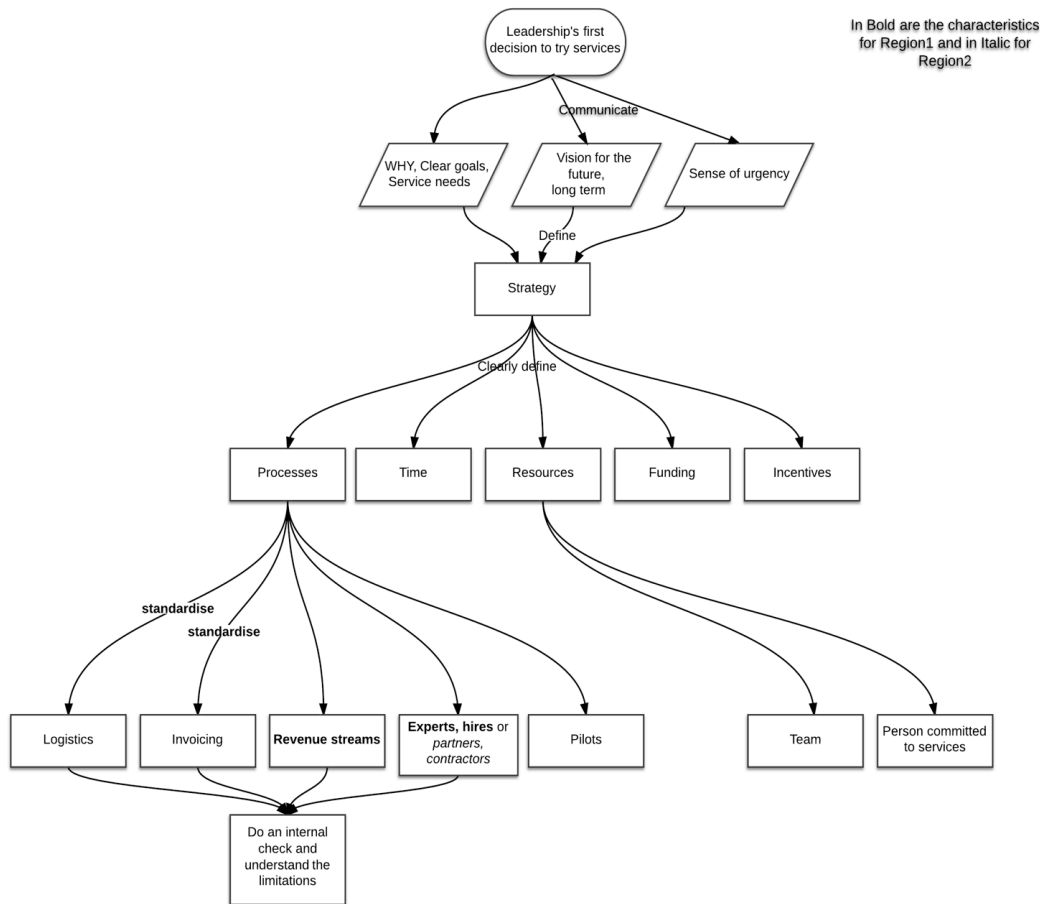 Leadership's first
decision to try services
In Bold are the characteristics
for Region1 and in Italic for
Region2
Communicate
WHY, Clear goals,
Service needs
Vision for the
future,
long term
Sense of urgency
Define
Strategy
Clearly define
Processes
Time
Resources
Funding
Incentives
standardise
standardise
Logistics
Invoicing
Revenue streams
Experts, hires or
partners,
contractors
Pilots
Team
Person committed
to services
Do an internal
check and
understand the
limitations